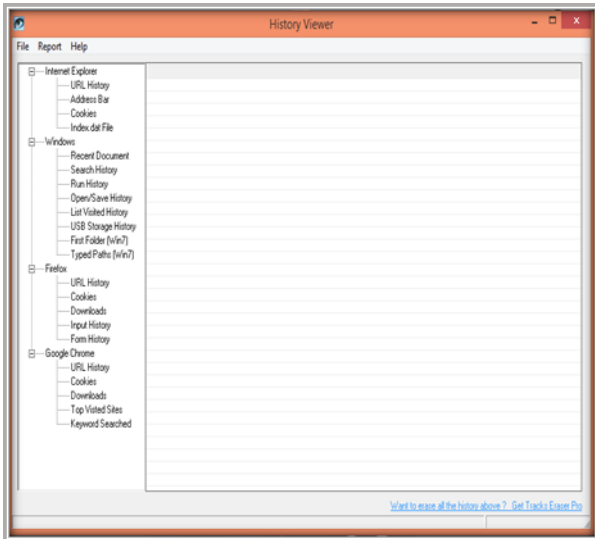 History Viewer
File Report Help
Internet Explorer
URL History
Address Bar
Cookies
Index.dat File
Windows
Recent Document
Search History
Run History
Open/Save History
List Visited History
USB Storage History
First Folder (Win7)
Typed Paths (Win7)
Firefox
URL History
Cookies
Downloads
Input History
Form History
Google Chrome
URL History
Cookies
Downloads
Top Visted Sites
Keyword Searched
Want to erase all the history above ? Get Tracks Eraser Pro